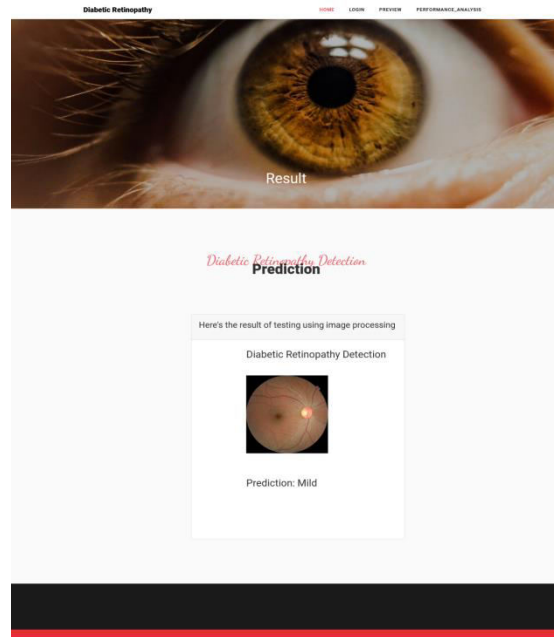 Diabetic Retinopathy
HOME LOGIN PREVIEW PERFORMANCE_ANALYSIS
Result
Diabetic Retinopathy Detection
Prediction
Here's the result of testing using image processing
Diabetic Retinopathy Detection
Prediction: Mild